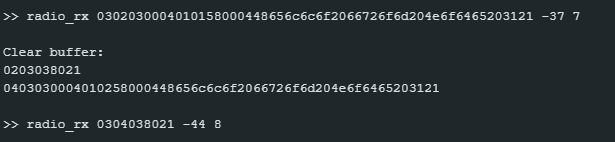 >> radio_rx 0302030004010158000448656c6c6f2066726f6d204e6f6465203121 -37 7
Clear buffer:
0203038021
0403030004010258000448656c6c6f2066726f6d204e6f6465203121
>> radio_rx 0304038021 -44 8